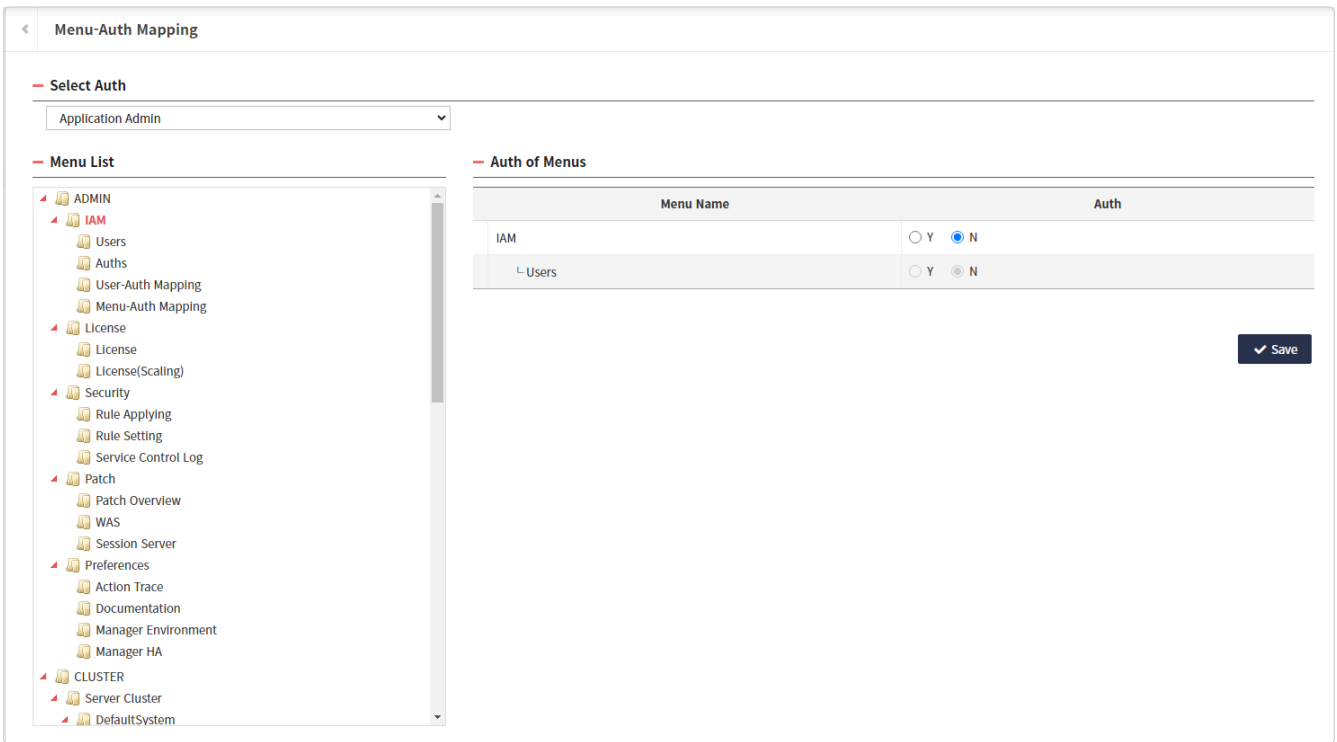 Menu-Auth Mapping
Select Auth
Application Admin
Menu List
ADMIN
IAM
Users
Auths
User-Auth Mapping
Menu-Auth Mapping
License
License
License(Scaling)
Security
Rule Applying
Rule Setting
Service Control Log
Patch
Patch Overview
WAS
Session Server
Preferences
Action Trace
Documentation
Manager Environment
Manager HA
CLUSTER
Server Cluster
DefaultSystem
Auth of Menus
Menu Name Auth
IAM Y N
Users Y N
Save